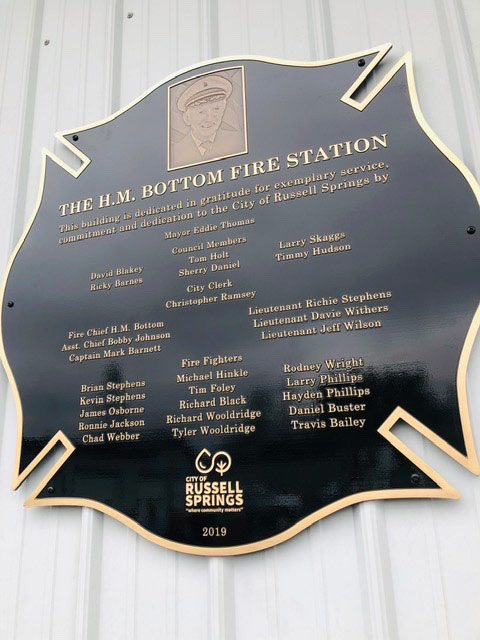 THE H.M. BOTTOM FIRE STATION
This building is dedicated in gratitude for exemplary service,
commitment and dedication to the City of Russell Springs by
Mayor Eddie Thomas
Council Members
David Blakey
Ricky Barnes
Tom Holt
Sherry Daniel
Larry Skaggs
Timmy Hudson
City Clerk
Christopher Ramsey
Fire Chief H.M. Bottom
Asst. Chief Bobby Johnson
Captain Mark Barnett
Lieutenant Richie Stephens
Lieutenant Davie Withers
Lieutenant Jeff Wilson
Fire Fighters
Brian Stephens
Kevin Stephens
James Osborne
Ronnie Jackson
Chad Webber
Michael Hinkle
Tim Foley
Richard Black
Richard Wooldridge
Tyler Wooldridge
Rodney Wright
Larry Phillips
Hayden Phillips
Daniel Buster
Travis Bailey
CITY OF
RUSSELL
SPRINGS
"where community matters"
2019